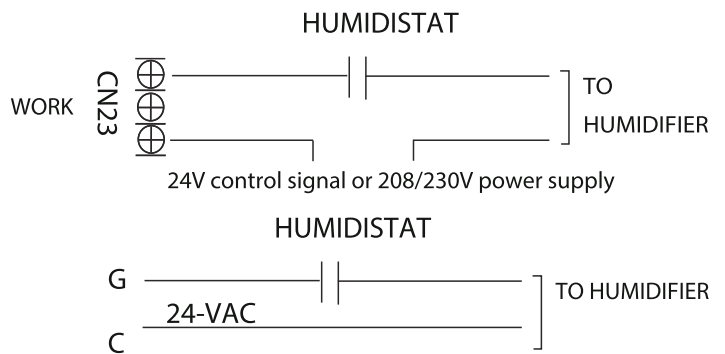 HUMIDISTAT
WORK
CN23
TO
HUMIDIFIER
24V control signal or 208/230V power supply
HUMIDISTAT
G
TO HUMIDIFIER
24-VAC
C